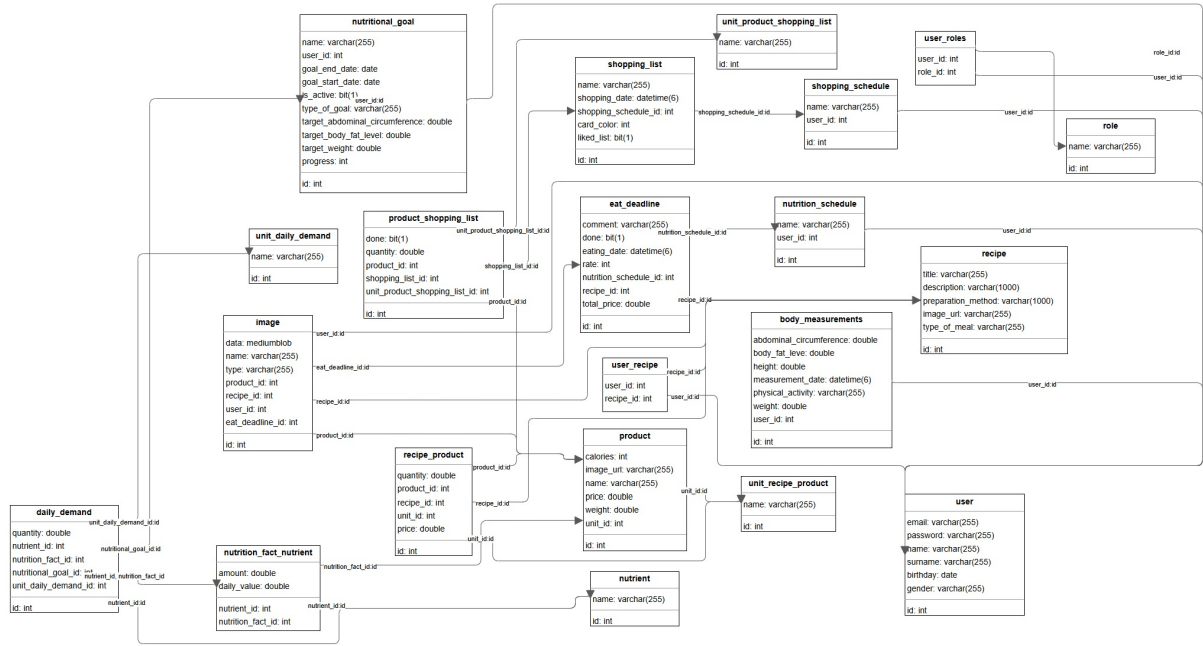 nutritional_goal
name: varchar(255)
user_id: int
goal_end_date: date
goal_start_date: date
is_active: bit(1)
type_of_goal: varchar(255)
target_abdominal_circumference: double
target_body_fat_level: double
target_weight: double
progress: int
id: int
user_id:id
unit_product_shopping_list
name: varchar(255)
id: int
user_roles
user_id: int
role_id: int
role_id:id
user_id:id
shopping_list
name: varchar(255)
shopping_date: datetime(6)
shopping_schedule_id: int
card_color: int
liked_list: bit(1)
id: int
shopping_schedule_id:id
shopping_schedule
name: varchar(255)
user_id: int
id: int
user_id:id
role
name: varchar(255)
id: int
unit_daily_demand
name: varchar(255)
id: int
product_shopping_list
done: bit(1)
quantity: double
product_id: int
shopping_list_id: int
unit_product_shopping_list_id: int
id: int
unit_product_shopping_list_id:id
shopping_list_id:id
product_id:id
eat_deadline
comment: varchar(255)
done: bit(1)
eating_date: datetime(6)
rate: int
nutrition_schedule_id: int
recipe_id: int
total_price: double
id: int
nutrition_schedule_id:id
recipe_id:id
nutrition_schedule
name: varchar(255)
user_id: int
id: int
user_id:id
recipe
title: varchar(255)
description: varchar(1000)
preparation_method: varchar(1000)
image_url: varchar(255)
type_of_meal: varchar(255)
id: int
image
data: mediumblob
name: varchar(255)
type: varchar(255)
product_id: int
recipe_id: int
user_id: int
eat_deadline_id: int
id: int
user_id:id
eat_deadline_id:id
recipe_id:id
product_id:id
user_recipe
user_id: int
recipe_id: int
recipe_id:id
user_id:id
body_measurements
abdominal_circumference: double
body_fat_leve: double
height: double
measurement_date: datetime(6)
physical_activity: varchar(255)
weight: double
user_id: int
id: int
user_id:id
recipe_product
quantity: double
product_id: int
recipe_id: int
unit_id: int
price: double
id: int
product_id:id
recipe_id:id
unit_id:id
product
calories: int
image_url: varchar(255)
name: varchar(255)
price: double
weight: double
unit_id: int
id: int
unit_id:id
unit_recipe_product
name: varchar(255)
id: int
user
email: varchar(255)
password: varchar(255)
name: varchar(255)
surname: varchar(255)
birthday: date
gender: varchar(255)
id: int
daily_demand
quantity: double
nutrient_id: int
nutrition_fact_id: int
nutritional_goal_id: int
unit_daily_demand_id: int
id: int
unit_daily_demand_id:id
nutritional_goal_id:id
nutrient_id, nutrition_fact_id
nutrient_id:id
nutrition_fact_nutrient
amount: double
daily_value: double
nutrient_id: int
nutrition_fact_id: int
nutrition_fact_id:id
nutrient_id:id
nutrient
name: varchar(255)
id: int